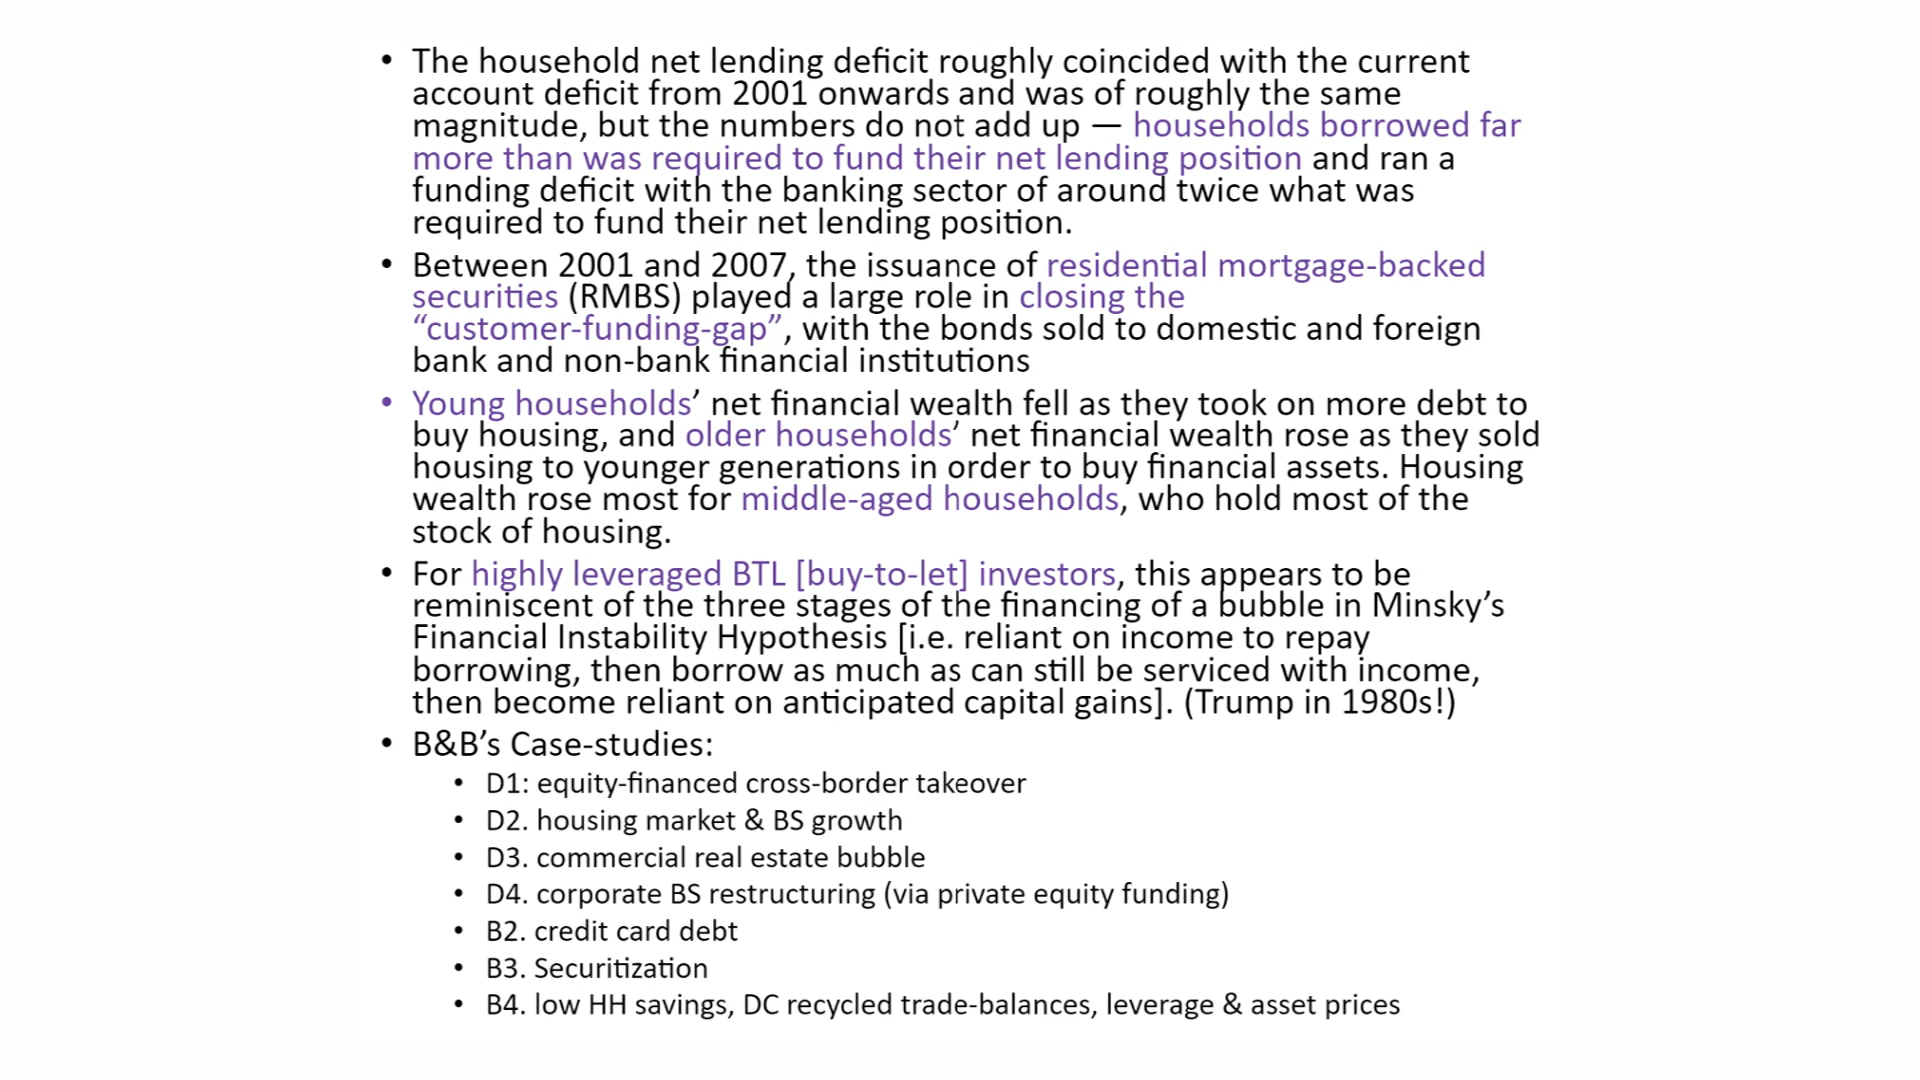 • The household net lending deficit roughly coincided with the current
account deficit from 2001 onwards and was of roughly the same
magnitude, but the numbers do not add up — households borrowed far
more than was required to fund their net lending position and ran a
funding deficit with the banking sector of around twice what was
required to fund their net lending position.
• Between 2001 and 2007, the issuance of residential mortgage-backed
securities (RMBS) played a large role in closing the
“customer-funding-gap”, with the bonds sold to domestic and foreign
bank and non-bank financial institutions
• Young households’ net financial wealth fell as they took on more debt to
buy housing, and older households’ net financial wealth rose as they sold
housing to younger generations in order to buy financial assets. Housing
wealth rose most for middle-aged households, who hold most of the
stock of housing.
• For highly leveraged BTL [buy-to-let] investors, this appears to be
reminiscent of the three stages of the financing of a bubble in Minsky’s
Financial Instability Hypothesis [i.e. reliant on income to repay
borrowing, then borrow as much as can still be serviced with income,
then become reliant on anticipated capital gains]. (Trump in 1980s!)
• B&B’s Case-studies:
• D1: equity-financed cross-border takeover
• D2. housing market & BS growth
• D3. commercial real estate bubble
• D4. corporate BS restructuring (via private equity funding)
• B2. credit card debt
• B3. Securitization
• B4. low HH savings, DC recycled trade-balances, leverage & asset prices